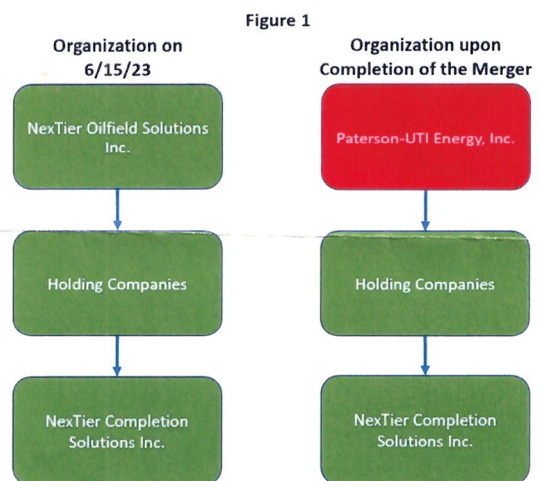 Figure 1
Organization on
6/15/23
NexTier Oilfield Solutions
Inc.
Holding Companies
NexTier Completion
Solutions Inc.
Organization upon
Completion of the Merger
Paterson-UTI Energy, Inc.
Holding Companies
NexTier Completion
Solutions Inc.